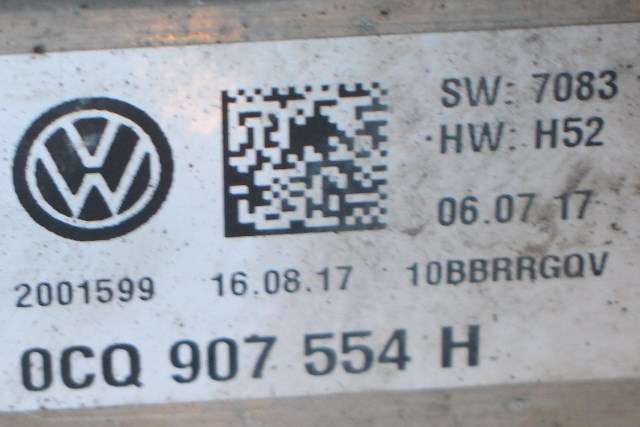 SW: 7083
HW: H52
06.07 17
2001599 16.08.17 10BBRRGQV
0CQ 907 554 H